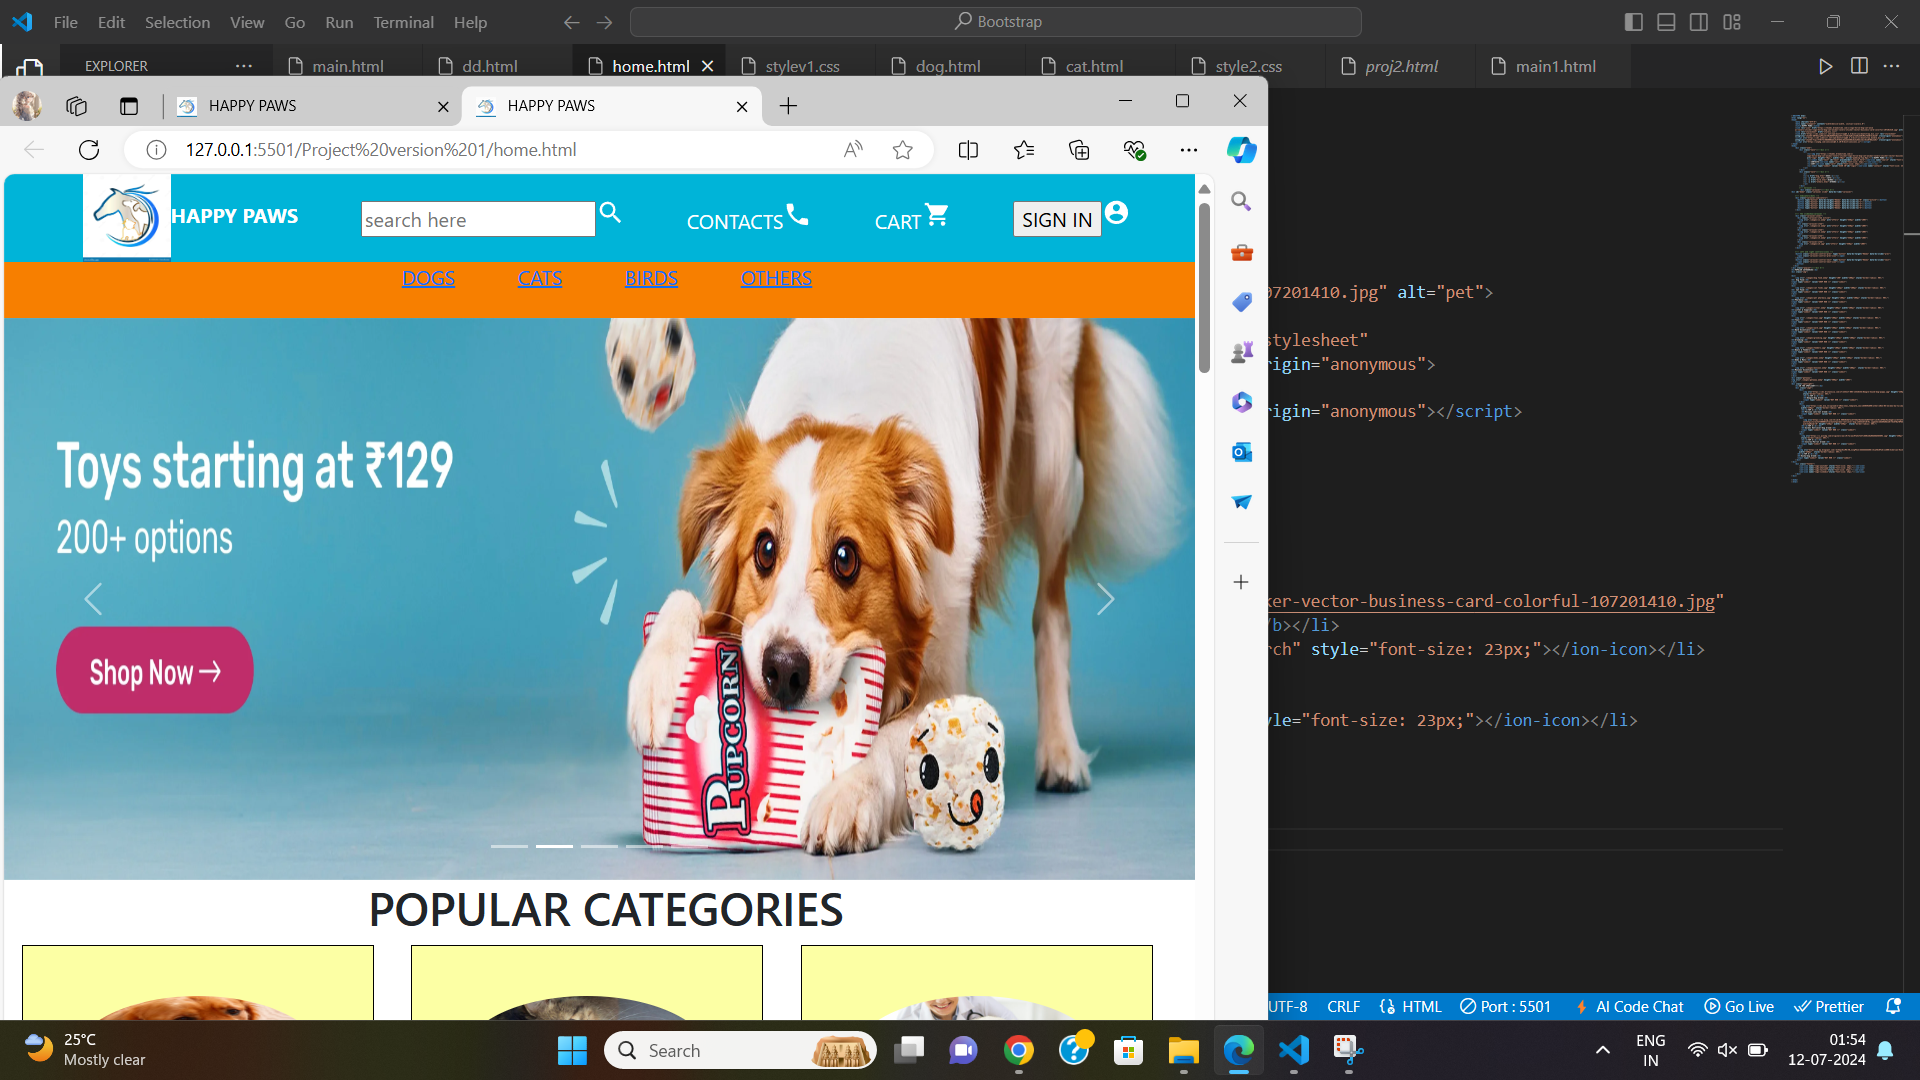 File Edit Selection View Go Run Terminal Help
Bootstrap
EXPLORER
main.html dd.html home.html stylev1.css dog.html cat.html style2.css proj2.html main1.html
HAPPY PAWS
HAPPY PAWS
127.0.0.1:5501/Project%20version%201/home.html
HAPPY PAWS
search here
CONTACTS
CART
SIGN IN
DOGS CATS BIRDS OTHERS
Toys starting at ₹129
200+ options
Shop Now →
PUPCORN
POPULAR CATEGORIES
07201410.jpg" alt="pet">
stylesheet"
rigin="anonymous">
rigin="anonymous"></script>
ker-vector-business-card-colorful-107201410.jpg"
/b></li>
rch" style="font-size: 23px;"></ion-icon></li>
yle="font-size: 23px;"></ion-icon></li>
UTF-8 CRLF {} HTML Port : 5501 AI Code Chat Go Live Prettier
25°C
Mostly clear
Search
ENG
IN
01:54
12-07-2024